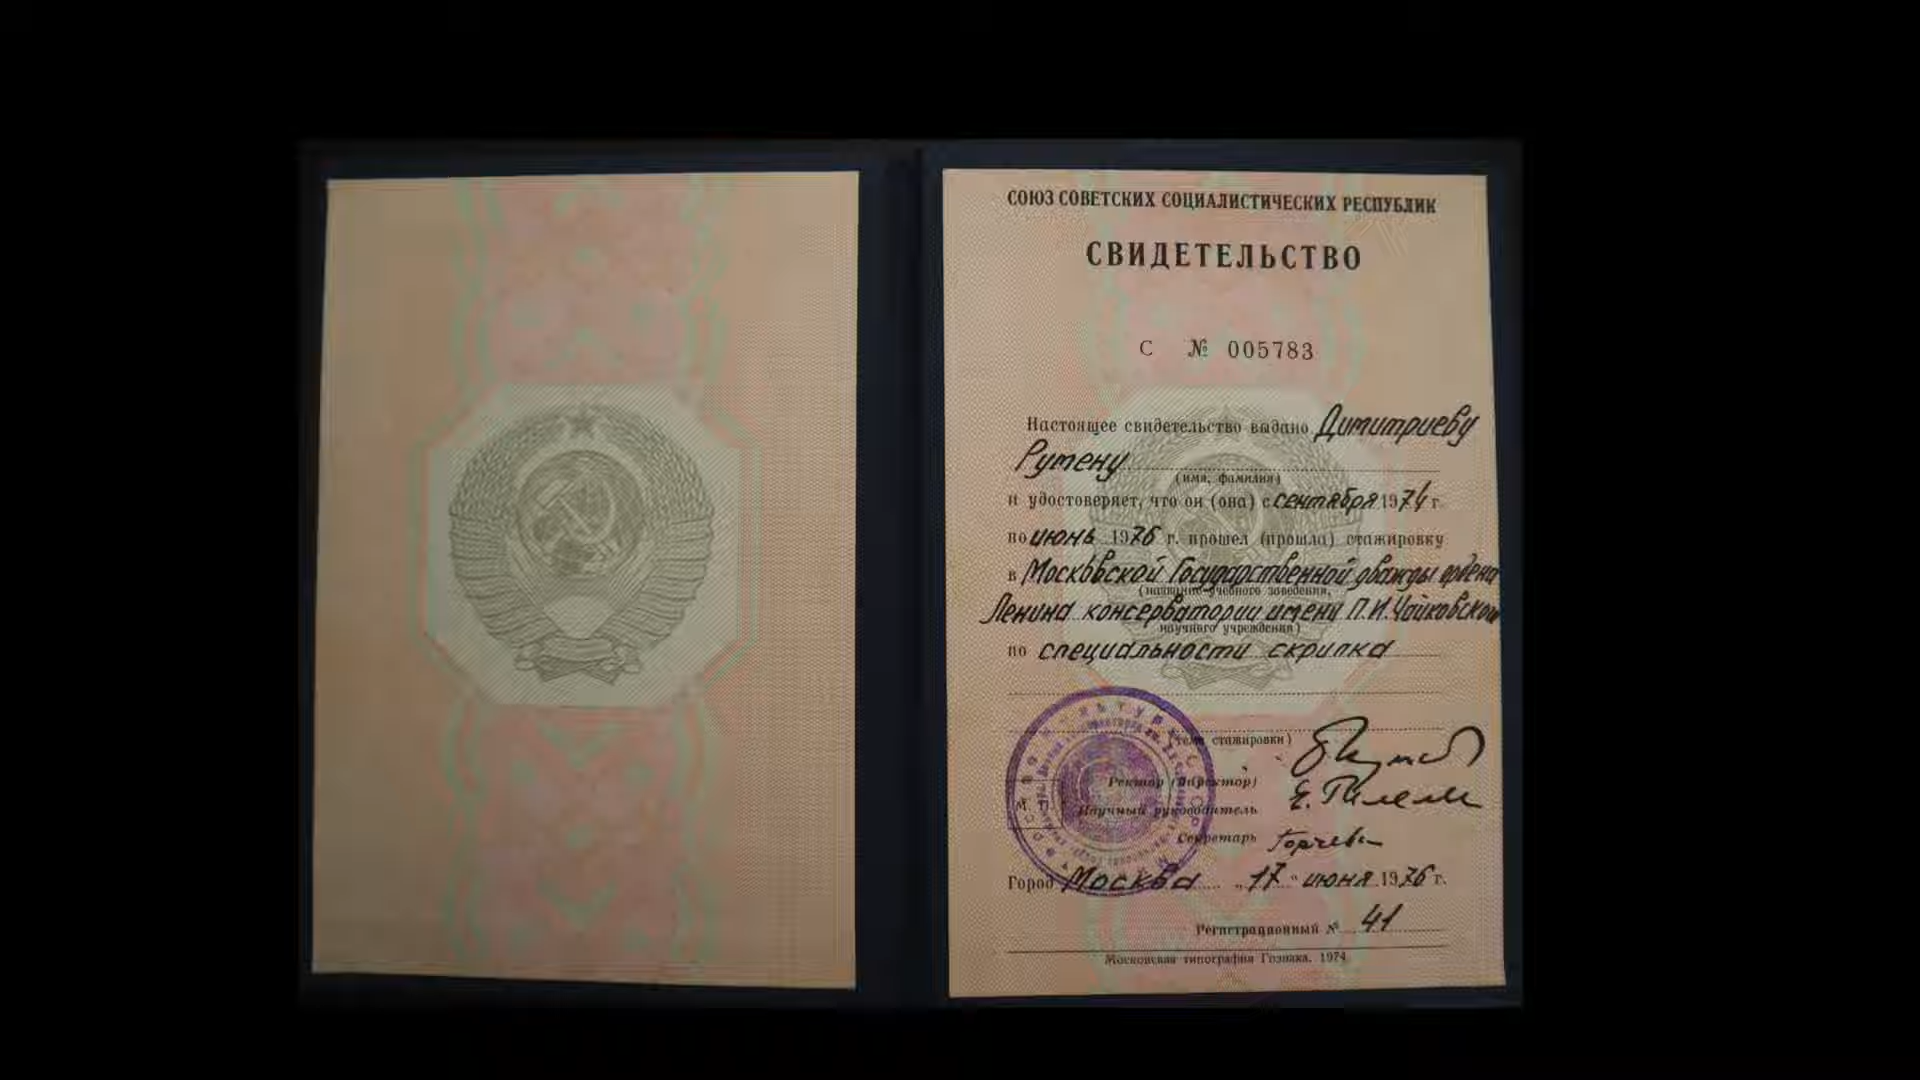 СОЮЗ СОВЕТСКИХ СОЦИАЛИСТИЧЕСКИХ РЕСПУБЛИК
СВИДЕТЕЛЬСТВО
С № 005783
Настоящее свидетельство выдано Димитриеву
Румену
(имя, фамилия)
и удостоверяет, что он (она) с сентября 1974 г.
по июнь 1976 г. прошел (прошла) стажировку
в Московской Государственной дважды ордена
(название учебного заведения,
Ленина консерватории имени П.И.Чайковского
научного учреждения)
по специальности скрипка
(тема стажировки)
Ректор (директор)
Научный руководитель
Секретарь
Город Москва „17“ июня 1976 г.
Регистрационный № 41
Московская типография Гознака. 1974